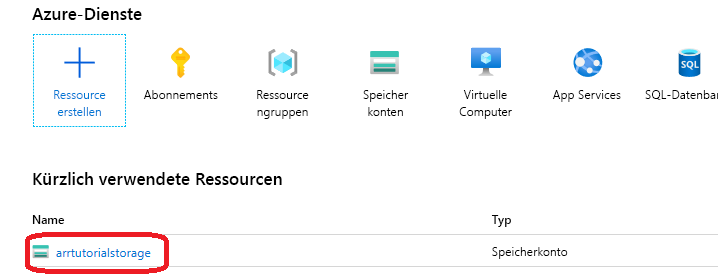 Azure-Dienste
Ressource erstellen
Abonnements
Ressource ngruppen
Speicher konten
Virtuelle Computer
App Services
SQL
SQL-Datenban
Kürzlich verwendete Ressourcen
Name Typ
arrtutorialstorage Speicherkonto